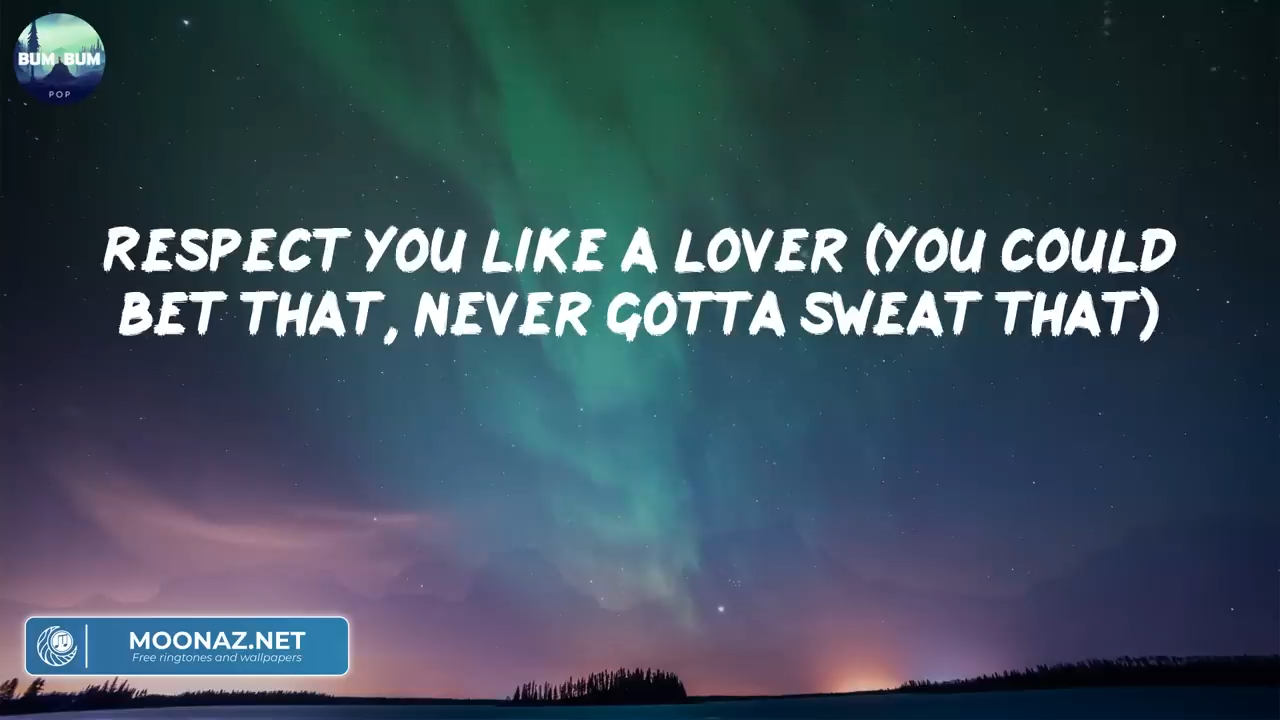 BUM BUM
POP
RESPECT YOU LIKE A LOVER (YOU COULD
BET THAT, NEVER GOTTA SWEAT THAT)
MOONAZ.NET
Free ringtones and wallpapers